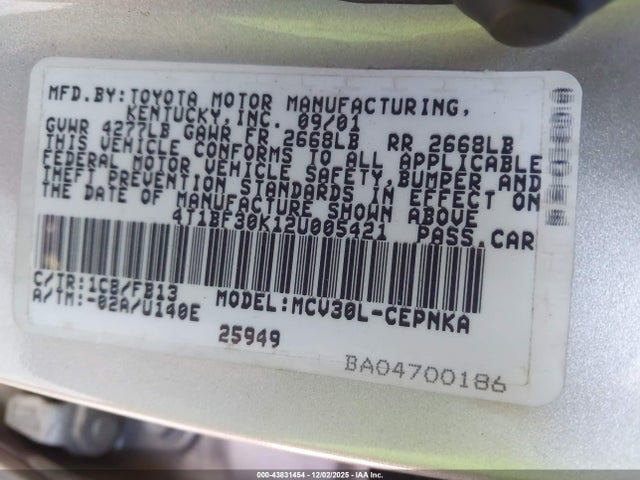 MFD.BY:TOYOTA MOTOR MANUFACTURING,
KENTUCKY,INC. 09/01
GVWR 4277LB GAWR FR 2668LB RR 2668LB
THIS VEHICLE CONFORMS TO ALL APPLICABLE
FEDERAL MOTOR VEHICLE SAFETY,BUMPER,AND
THEFT PREVENTION STANDARDS IN EFFECT ON
THE DATE OF MANUFACTURE SHOWN ABOVE.
4T1BF30K12U005421 PASS.CAR
C/TR:1C8/FB13 MODEL:MCV30L-CEPNKA
A/TM:-02A/U140E
25949
BA04700186
000-43831454 12/02/2025 - IAA Inc.